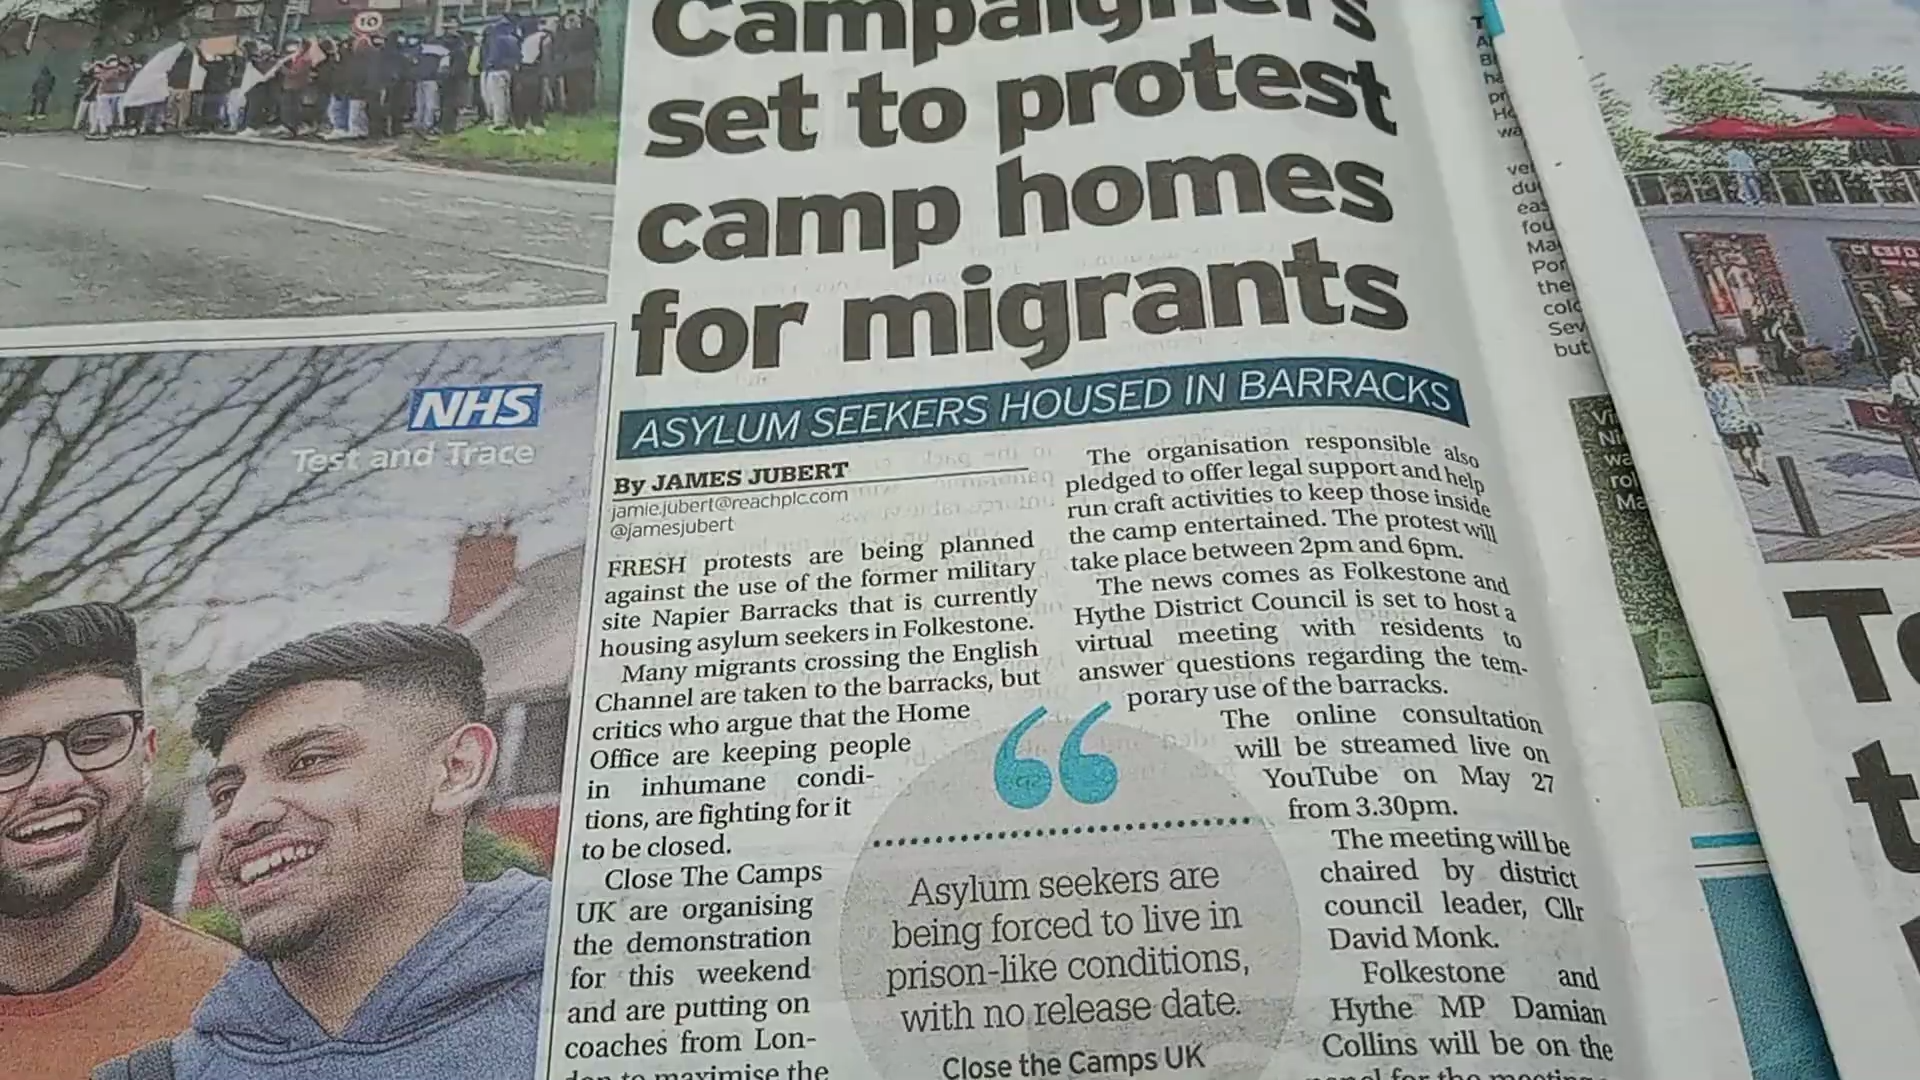 10
Campaigners
set to protest
camp homes
for migrants
ASYLUM SEEKERS HOUSED IN BARRACKS
By JAMES JUBERT
jamie.jubert@reachplc.com
@jamesjubert
FRESH protests are being planned
against the use of the former military
site Napier Barracks that is currently
housing asylum seekers in Folkestone.
Many migrants crossing the English
Channel are taken to the barracks, but
critics who argue that the Home
Office are keeping people
in inhumane condi-
tions, are fighting for it
to be closed.
Close The Camps
UK are organising
the demonstration
for this weekend
and are putting on
coaches from Lon-
don to maximise the
The organisation responsible also
pledged to offer legal support and help
run craft activities to keep those inside
the camp entertained. The protest will
take place between 2pm and 6pm.
The news comes as Folkestone and
Hythe District Council is set to host a
virtual meeting with residents to
answer questions regarding the tem-
porary use of the barracks.
The online consultation
will be streamed live on
YouTube on May 27
from 3.30pm.
The meeting will be
chaired by district
council leader, Cllr
David Monk.
Folkestone and
Hythe MP Damian
Collins will be on the
panel for the meeting
“
Asylum seekers are
being forced to live in
prison-like conditions,
with no release date.
Close the Camps UK
NHS
Test and Trace